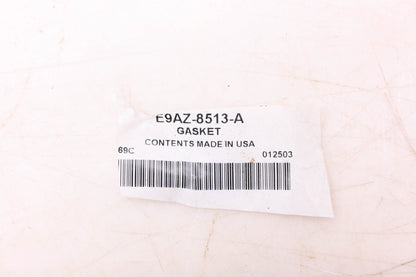 E9AZ-8513-A
GASKET
CONTENTS MADE IN USA
69C 012503